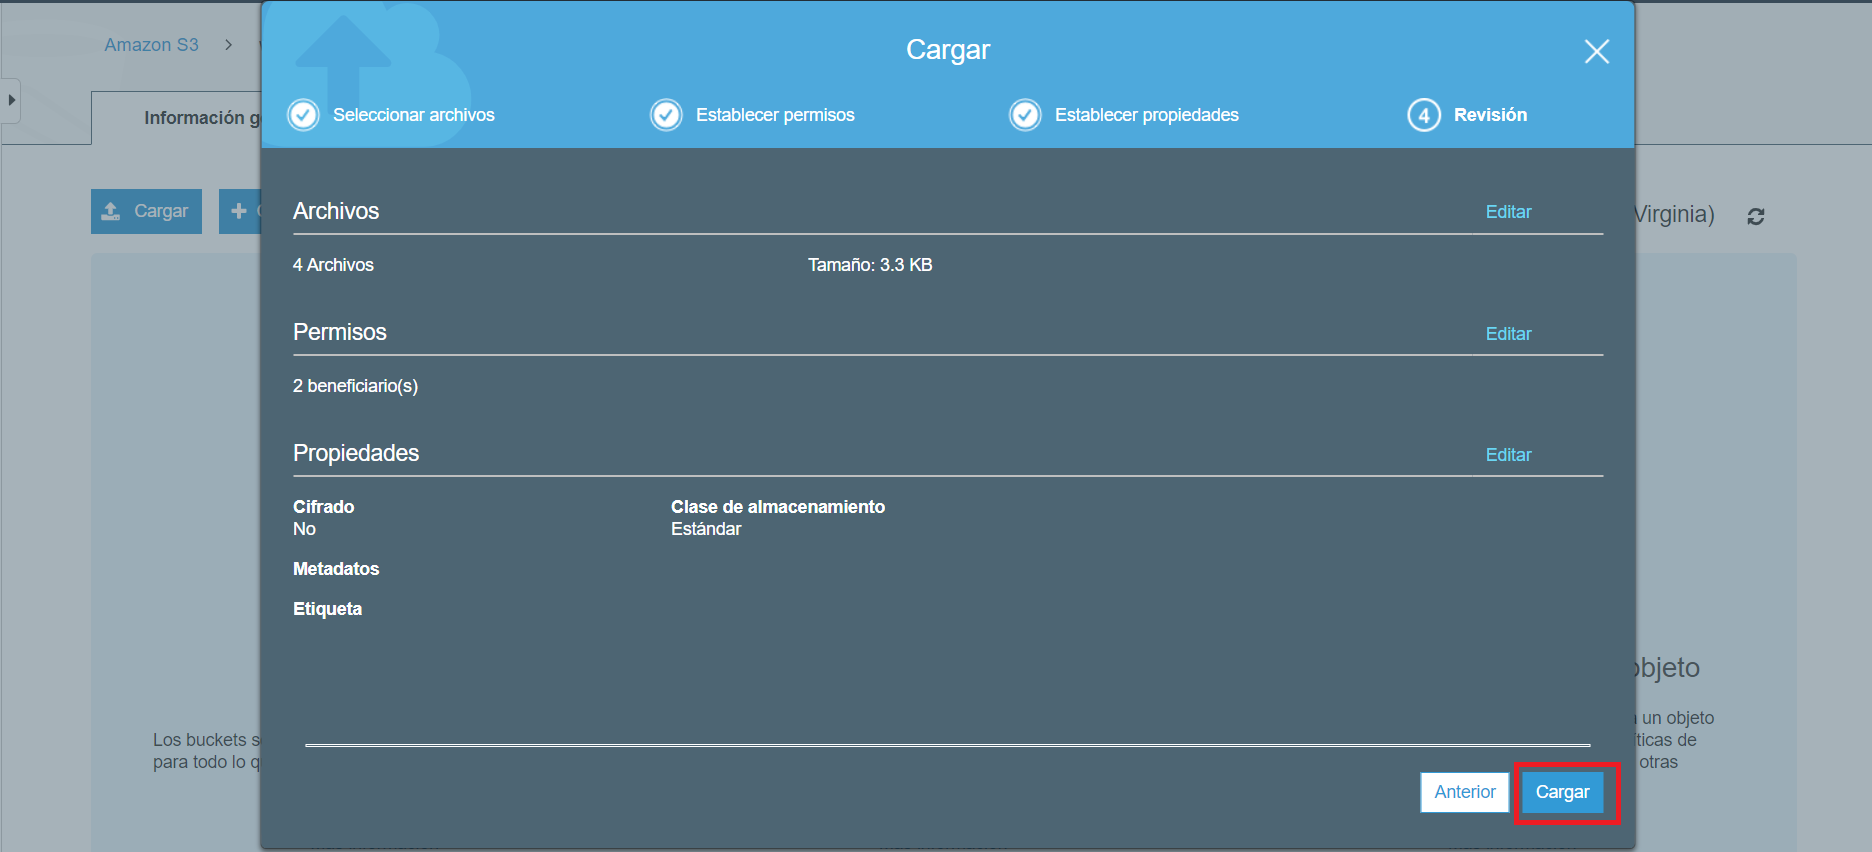 Amazon S3
Cargar
Seleccionar archivos
Establecer permisos
Establecer propiedades
4 Revisión
Información g
Cargar
Virginia)
Archivos
Editar
4 Archivos
Tamaño: 3.3 KB
Permisos
Editar
2 beneficiario(s)
Propiedades
Editar
Cifrado
No
Clase de almacenamiento
Estándar
Metadatos
Etiqueta
objeto
un objeto
Los buckets s
para todo lo q
ticas de
otras
Anterior
Cargar